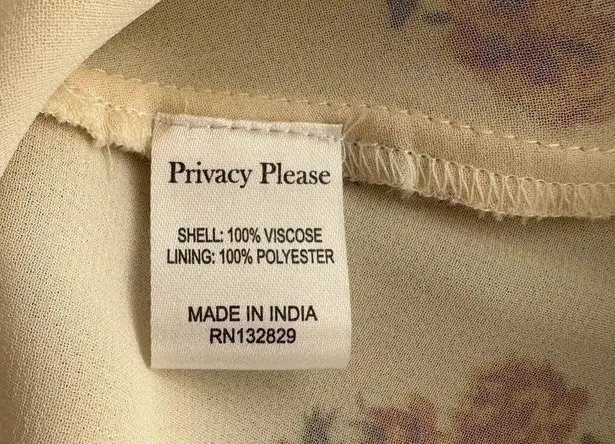 Privacy Please
SHELL: 100% VISCOSE
LINING: 100% POLYESTER
MADE IN INDIA
RN132829